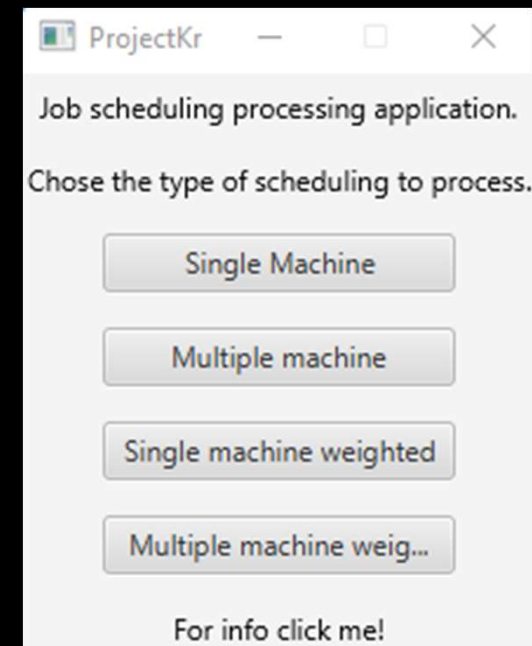 ProjectKr
Job scheduling processing application.
Chose the type of scheduling to process.
Single Machine
Multiple machine
Single machine weighted
Multiple machine weig...
For info click me!